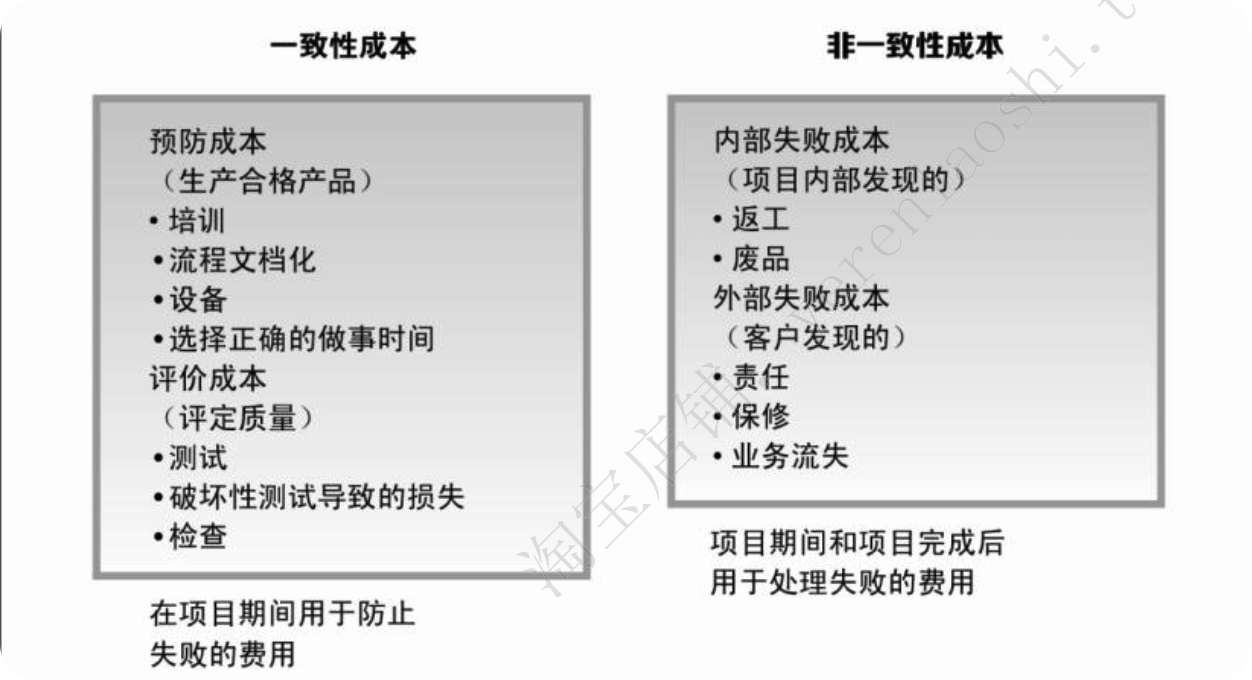 一致性成本
预防成本
（生产合格产品）
•培训
•流程文档化
•设备
•选择正确的做事时间
评价成本
（评定质量）
•测试
•破坏性测试导致的损失
•检查
在项目期间用于防止
失败的费用
非一致性成本
内部失败成本
（项目内部发现的）
•返工
•废品
外部失败成本
（客户发现的）
•责任
•保修
•业务流失
项目期间和项目完成后
用于处理失败的费用
淘宝店铺